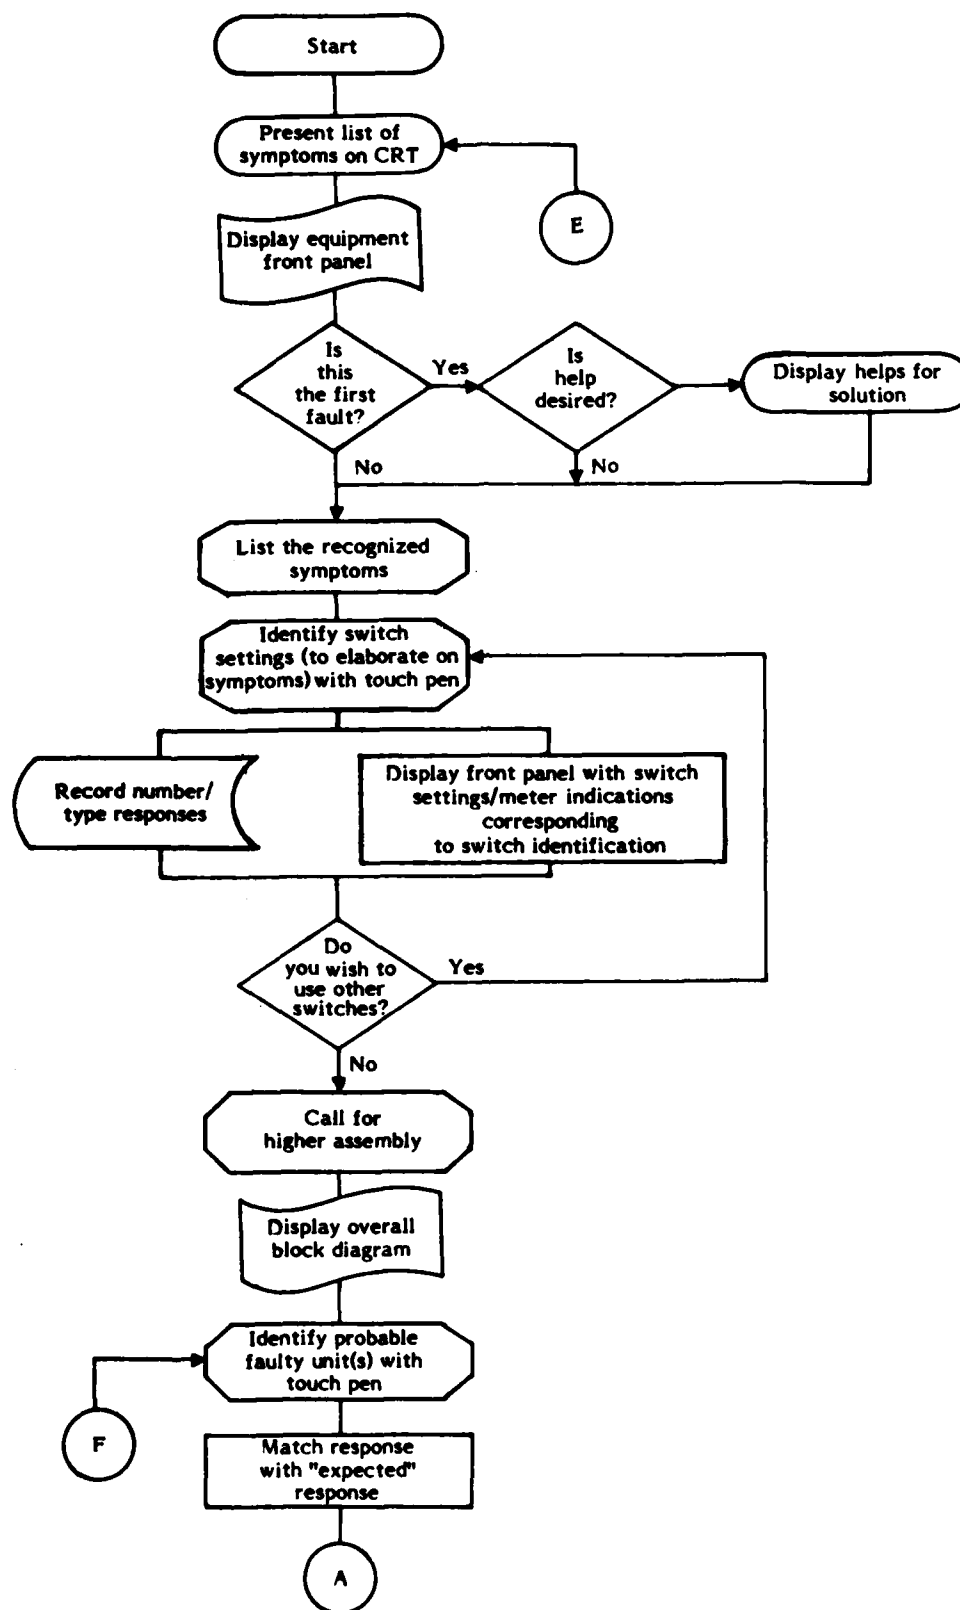 Start
Present list of
symptoms on CRT
E
Display equipment
front panel
Is
this
the first
fault?
Yes
Is
help
desired?
Display helps for
solution
No
No
List the recognized
symptoms
Identify switch
settings (to elaborate on
symptoms) with touch pen
Record number/
type responses
Display front panel with switch
settings/meter indications
corresponding
to switch identification
Do
you wish to
use other
switches?
Yes
No
Call for
higher assembly
Display overall
block diagram
Identify probable
faulty unit(s) with
touch pen
F
Match response
with "expected"
response
A